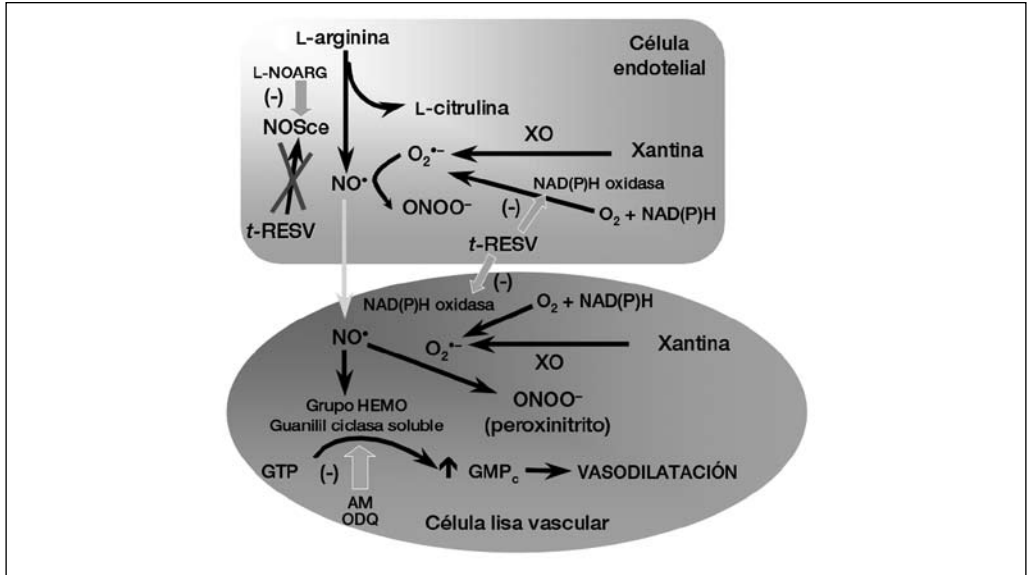 L-arginina
Célula
endotelial
L-NOARG
(-)
NOSce
L-citrulina
XO
O₂•− Xantina
NO•
NAD(P)H oxidasa
ONOO−
(-)
O₂ + NAD(P)H
t-RESV
t-RESV
(-)
NAD(P)H oxidasa
O₂ + NAD(P)H
NO•
O₂•−
Xantina
XO
ONOO−
(peroxinitrito)
Grupo HEMO
Guanilil ciclasa soluble
GTP (-) GMPc VASODILATACIÓN
AM
ODQ
Célula lisa vascular